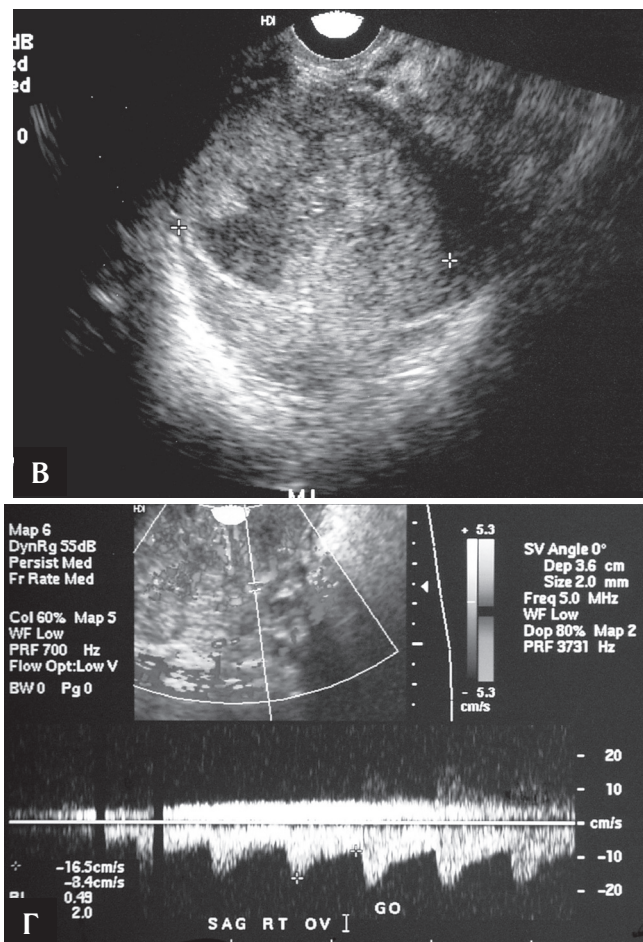 HDI
dB
ed
ed
0
В
HDI
Map 6
DynRg 55dB
Persist Med
Fr Rate Med
Col 60% Map 5
WF Low
PRF 700 Hz
Flow Opt:Low V
BW 0 Pg 0
+ 5.3
- 5.3
cm/s
SV Angle 0°
Dep 3.6 cm
Size 2.0 mm
Freq 5.0 MHz
WF Low
Dop 80% Map 2
PRF 3731 Hz
20
cm/s
-10
-20
-16.5cm/s
-8.4cm/s
RI 0.49
2.0
GO
SAG RT OV
Г